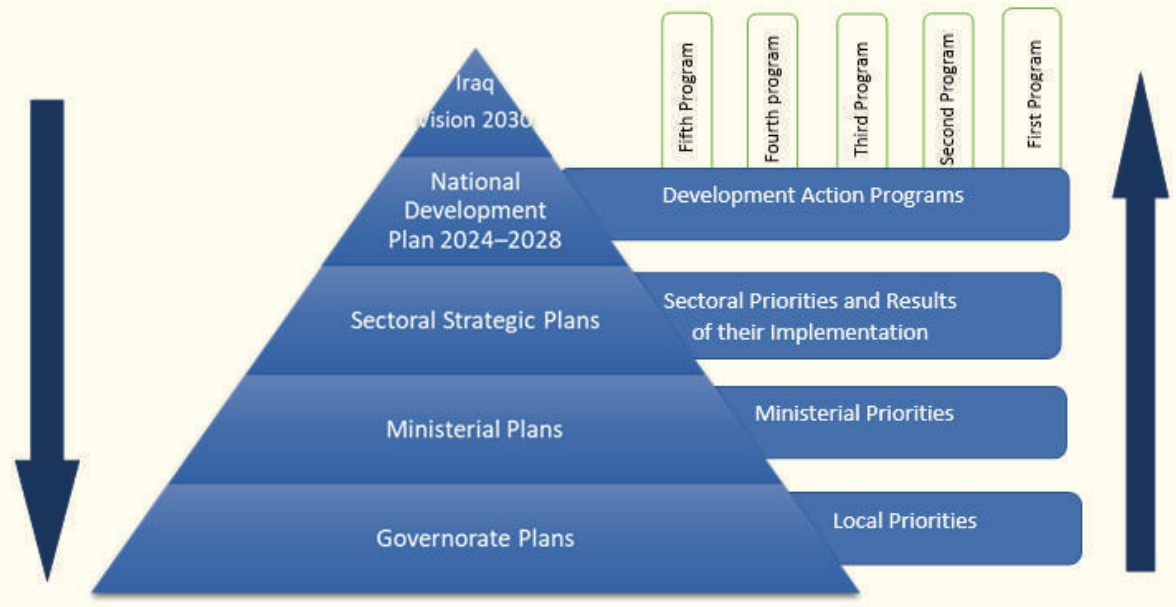 Fifth Program
Fourth program
Third Program
Second Program
First Program
Iraq
Vision 2030
National
Development
Plan 2024–2028
Development Action Programs
Sectoral Strategic Plans
Sectoral Priorities and Results
of their Implementation
Ministerial Plans
Ministerial Priorities
Governorate Plans
Local Priorities